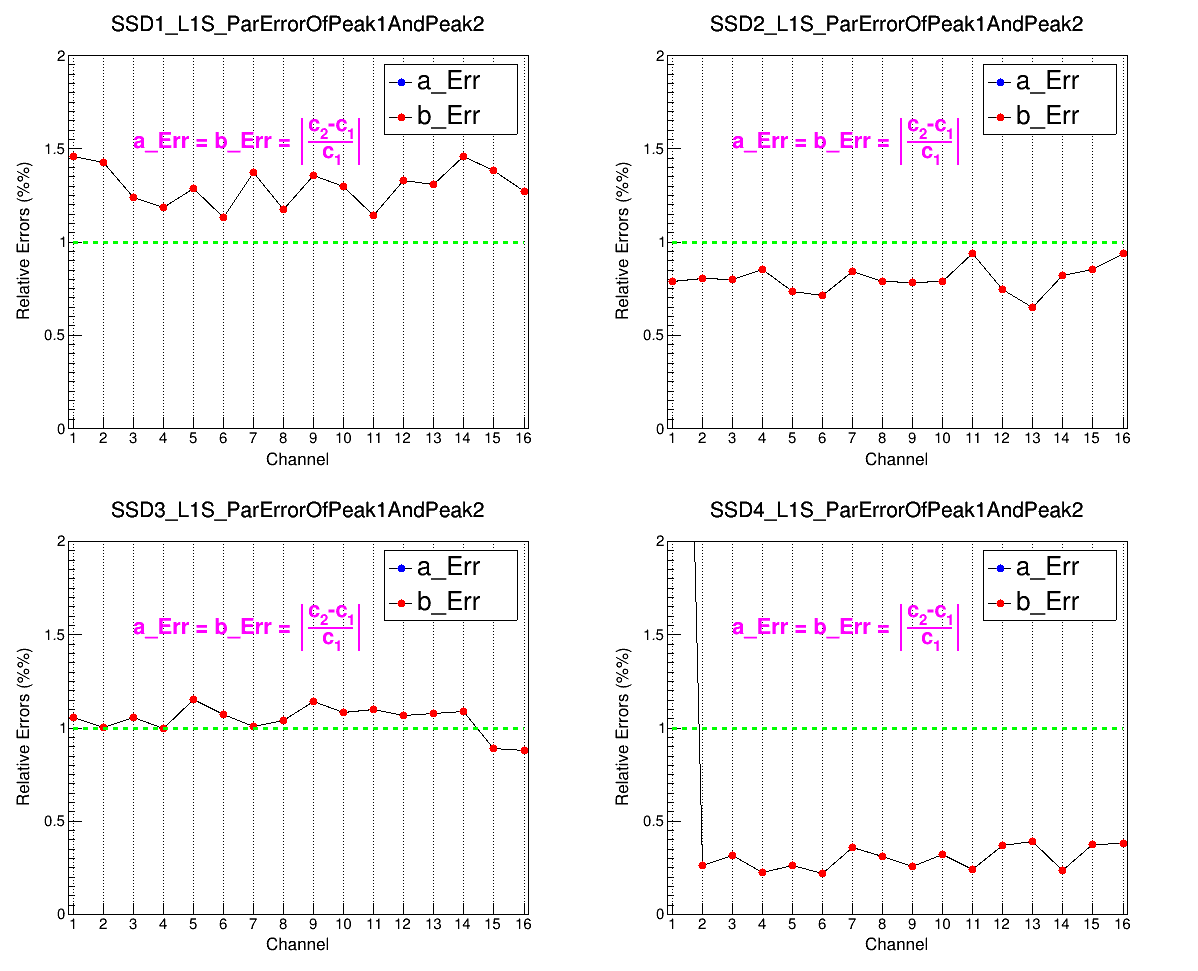 SSD1_L1S_ParErrorOfPeak1AndPeak2
2
1.5
1
0.5
0
Relative Errors (%%)
a_Err
b_Err
a_Err = b_Err = |c2-c1 / c1|
1 2 3 4 5 6 7 8 9 10 11 12 13 14 15 16
Channel
SSD2_L1S_ParErrorOfPeak1AndPeak2
2
1.5
1
0.5
0
Relative Errors (%%)
a_Err
b_Err
a_Err = b_Err = |c2-c1 / c1|
1 2 3 4 5 6 7 8 9 10 11 12 13 14 15 16
Channel
SSD3_L1S_ParErrorOfPeak1AndPeak2
2
1.5
1
0.5
0
Relative Errors (%%)
a_Err
b_Err
a_Err = b_Err = |c2-c1 / c1|
1 2 3 4 5 6 7 8 9 10 11 12 13 14 15 16
Channel
SSD4_L1S_ParErrorOfPeak1AndPeak2
2
1.5
1
0.5
0
Relative Errors (%%)
a_Err
b_Err
a_Err = b_Err = |c2-c1 / c1|
1 2 3 4 5 6 7 8 9 10 11 12 13 14 15 16
Channel